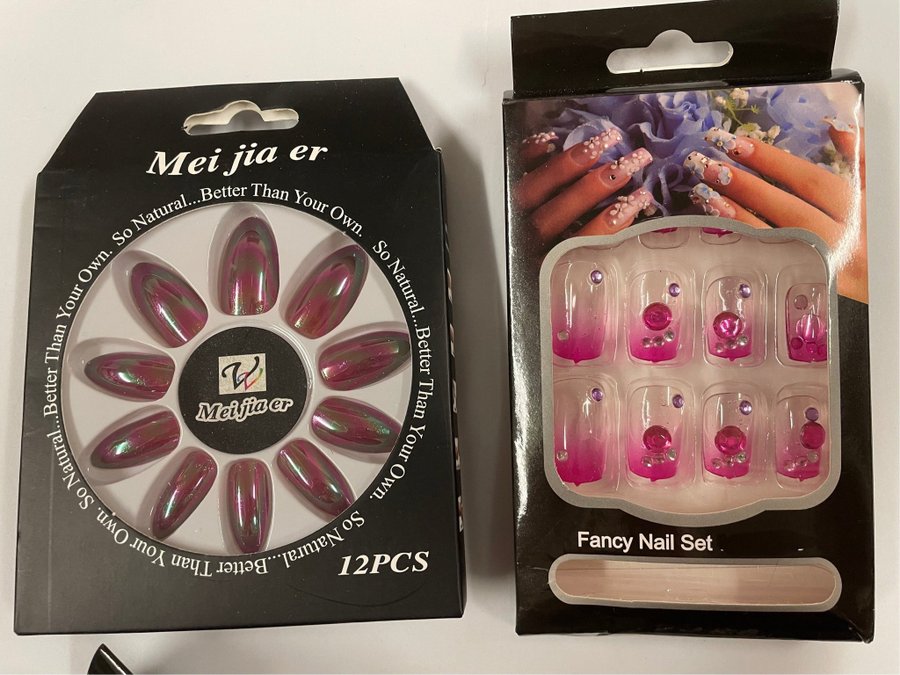 Mei jia er
So Natural...Better Than Your Own. So Natural...Better Than Your Own. So Natural...Better Than Your Own. So Natural...Better Than Your Own.
Mei jia er
12PCS
Fancy Nail Set